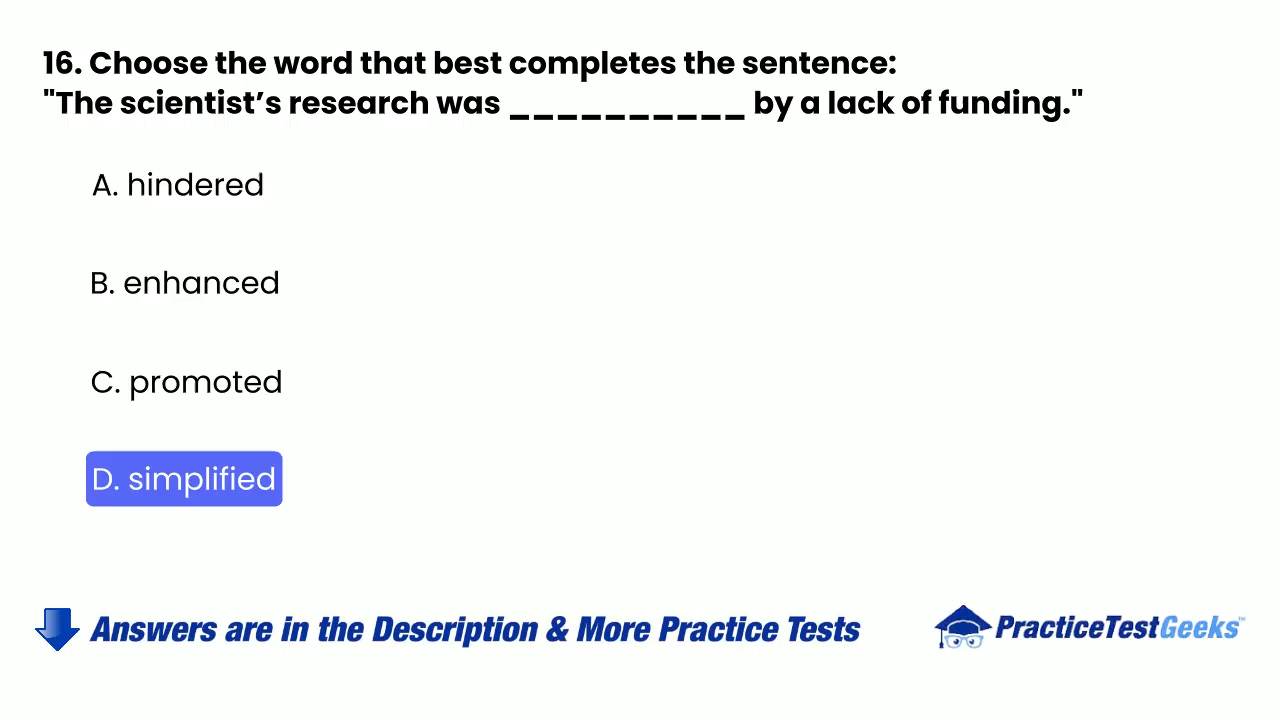 16. Choose the word that best completes the sentence:
"The scientist’s research was __________ by a lack of funding."
A. hindered
B. enhanced
C. promoted
D. simplified
Answers are in the Description & More Practice Tests
PracticeTestGeeks™